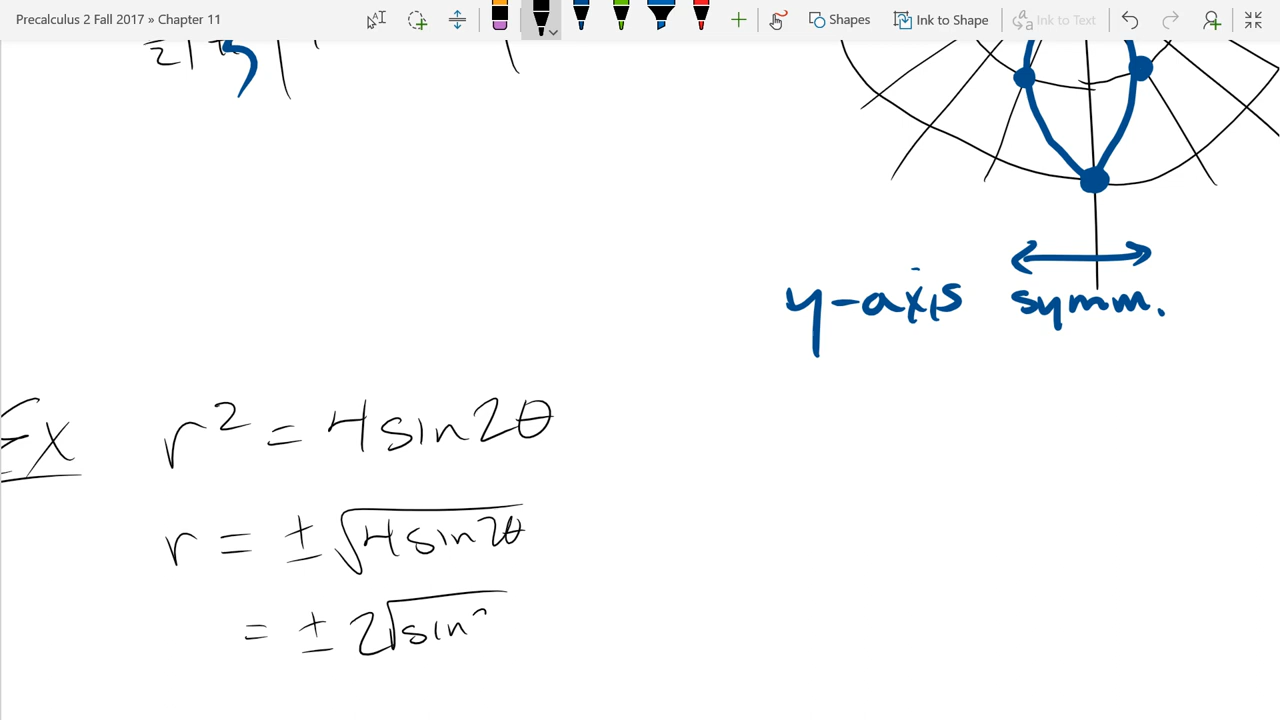 Precalculus 2 Fall 2017 » Chapter 11
Shapes
Ink to Shape
Ink to Text
y-axis symm.
Ex r² = 4sin2θ
r = ±√4sin2θ
= ±2√sin